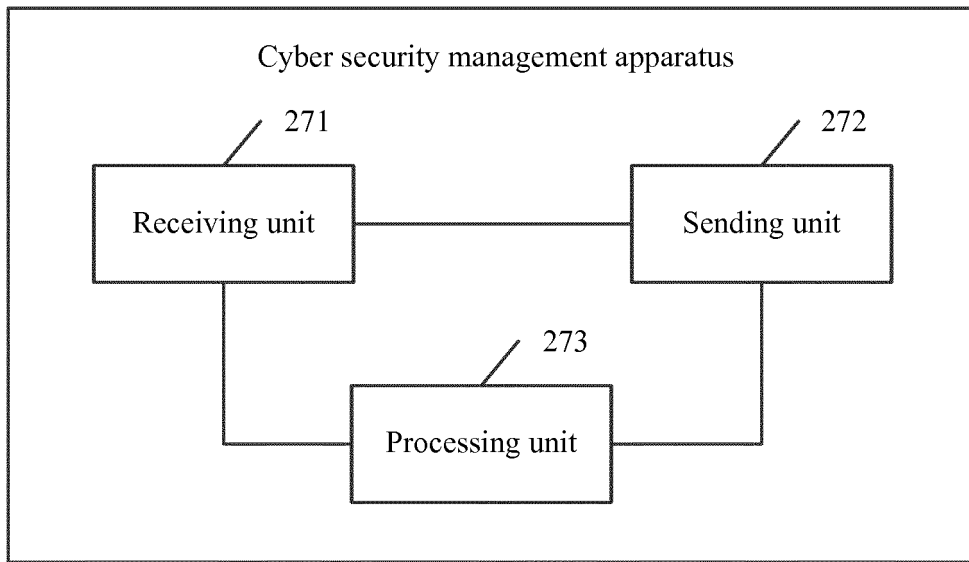 Cyber security management apparatus
271
272
Receiving unit
Sending unit
273
Processing unit